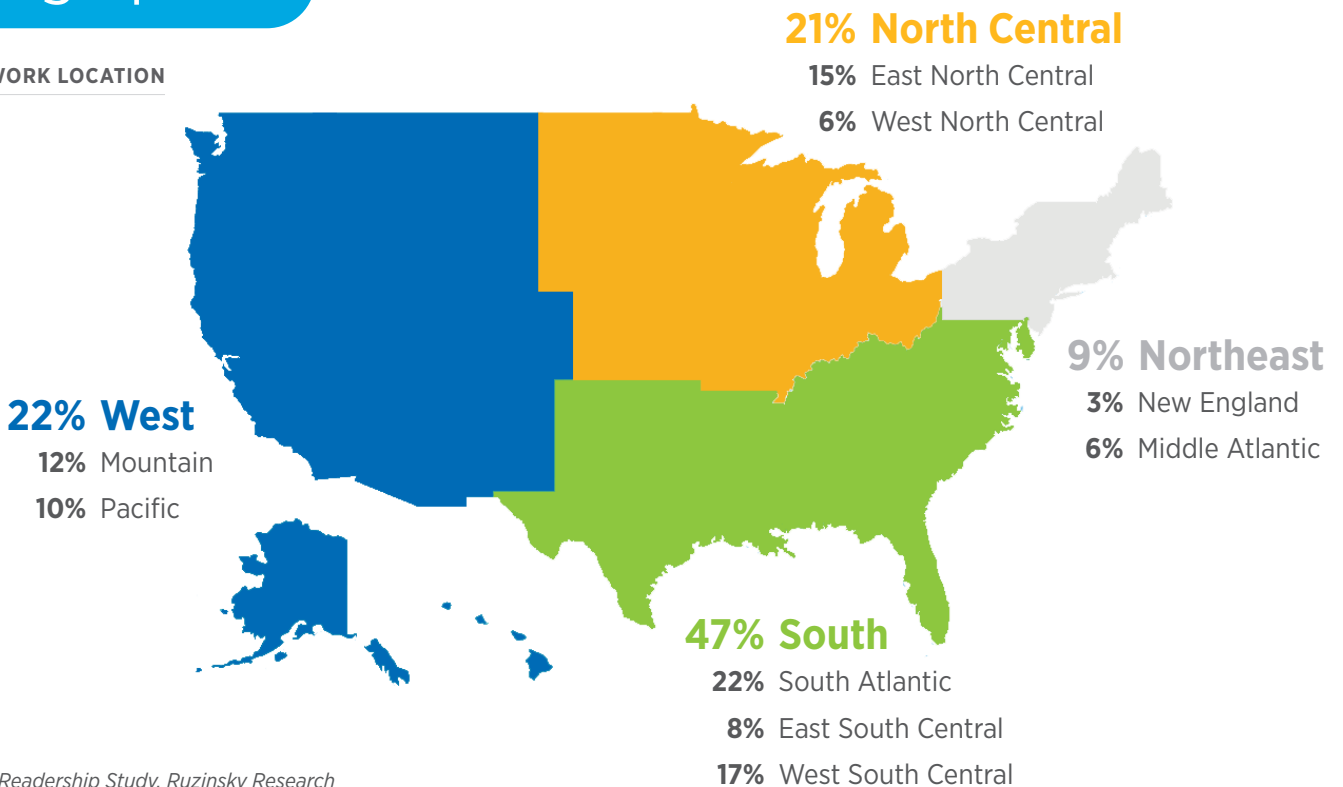 WORK LOCATION
21% North Central
15% East North Central
6% West North Central
9% Northeast
3% New England
6% Middle Atlantic
22% West
12% Mountain
10% Pacific
47% South
22% South Atlantic
8% East South Central
17% West South Central
Readership Study, Ruzinsky Research